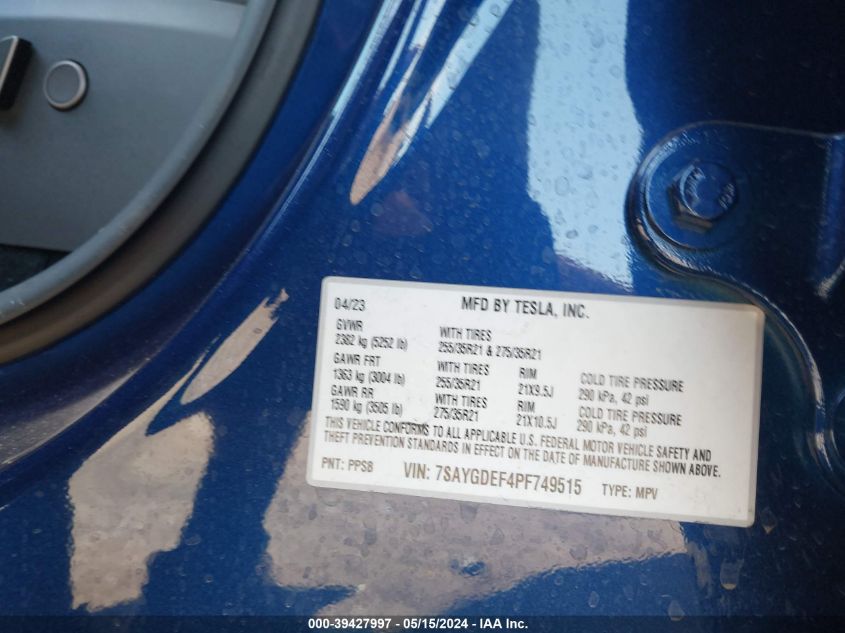 04/23 MFD BY TESLA, INC.
GVWR WITH TIRES
2382 kg (5252 lb) 255/35R21 & 275/35R21
GAWR FRT WITH TIRES RIM COLD TIRE PRESSURE
1363 kg (3004 lb) 255/35R21 21X9.5J 290 kPa, 42 psi
GAWR RR WITH TIRES RIM COLD TIRE PRESSURE
1590 kg (3505 lb) 275/35R21 21X10.5J 290 kPa, 42 psi
THIS VEHICLE CONFORMS TO ALL APPLICABLE U.S. FEDERAL MOTOR VEHICLE SAFETY AND
THEFT PREVENTION STANDARDS IN EFFECT ON THE DATE OF MANUFACTURE SHOWN ABOVE.
PNT: PPSB VIN: 7SAYGDEF4PF749515 TYPE: MPV
000-39427997 - 05/15/2024 - IAA Inc.